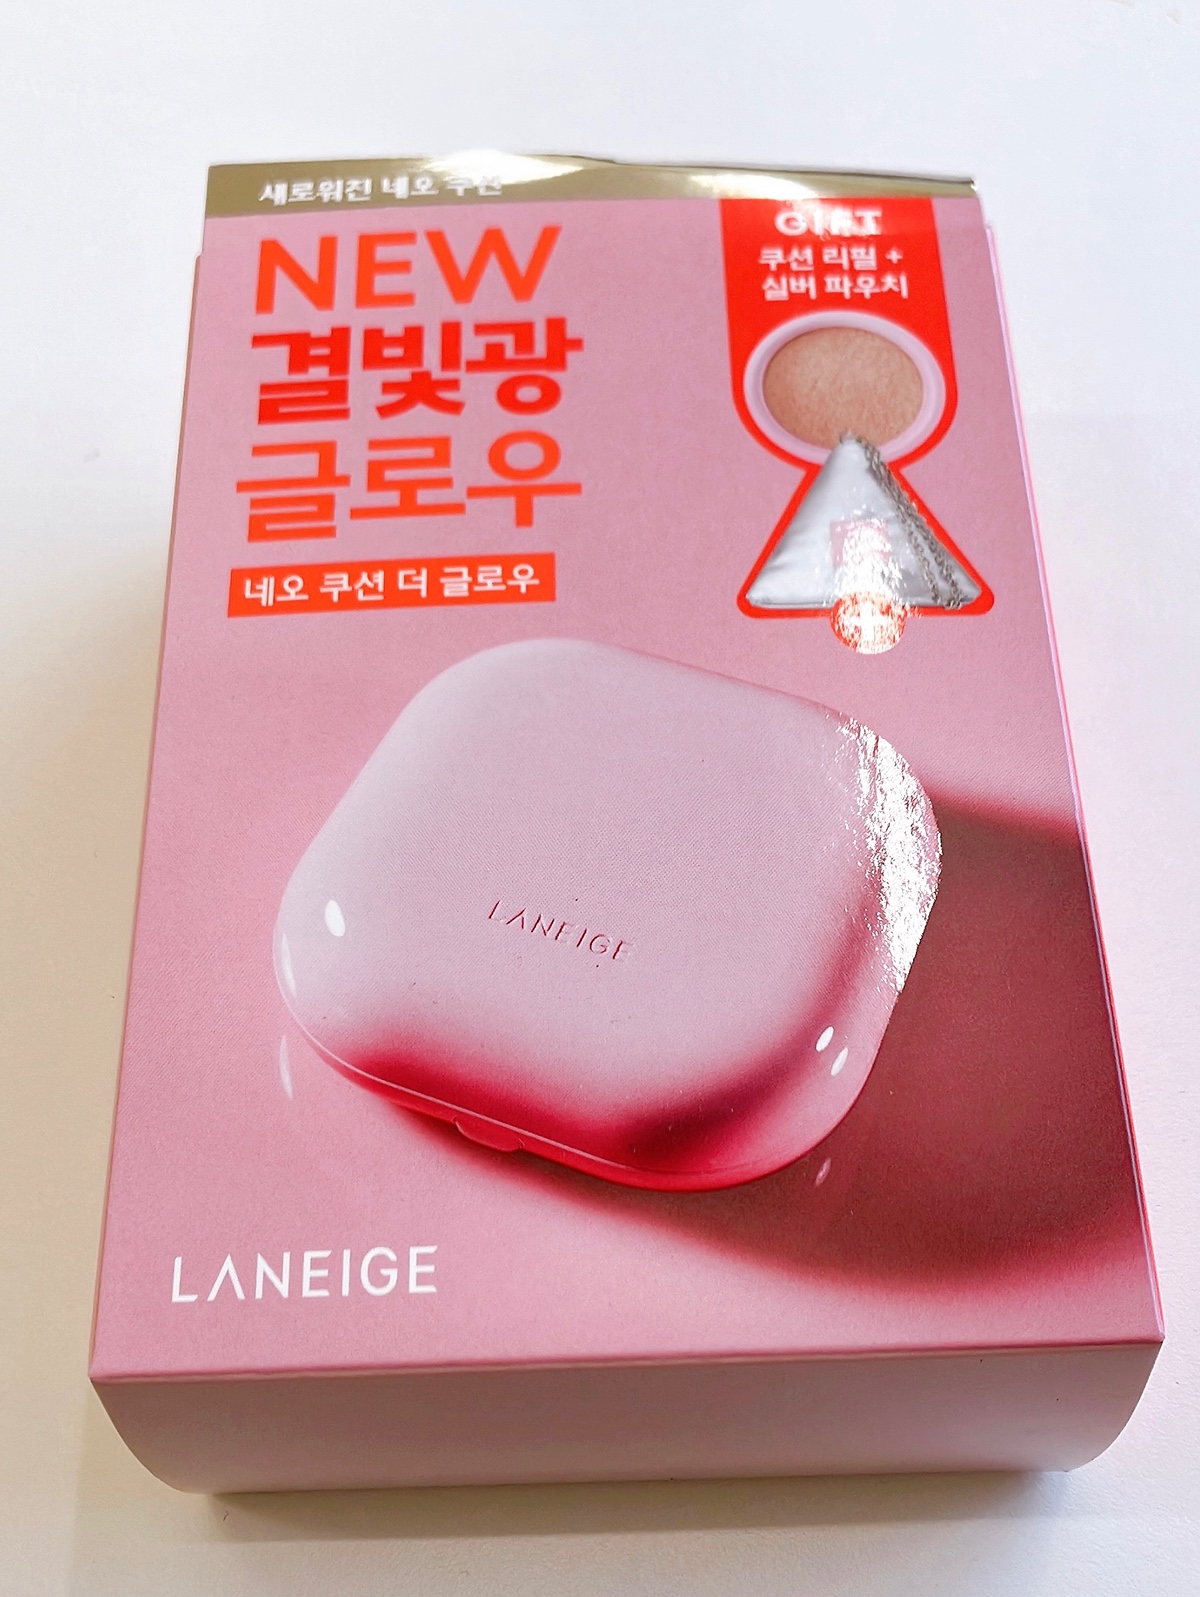 새로워진 네오 쿠션
NEW
결빛광
글로우
네오 쿠션 더 글로우
GIFT
쿠션 리필 +
실버 파우치
LANEIGE
LANEIGE